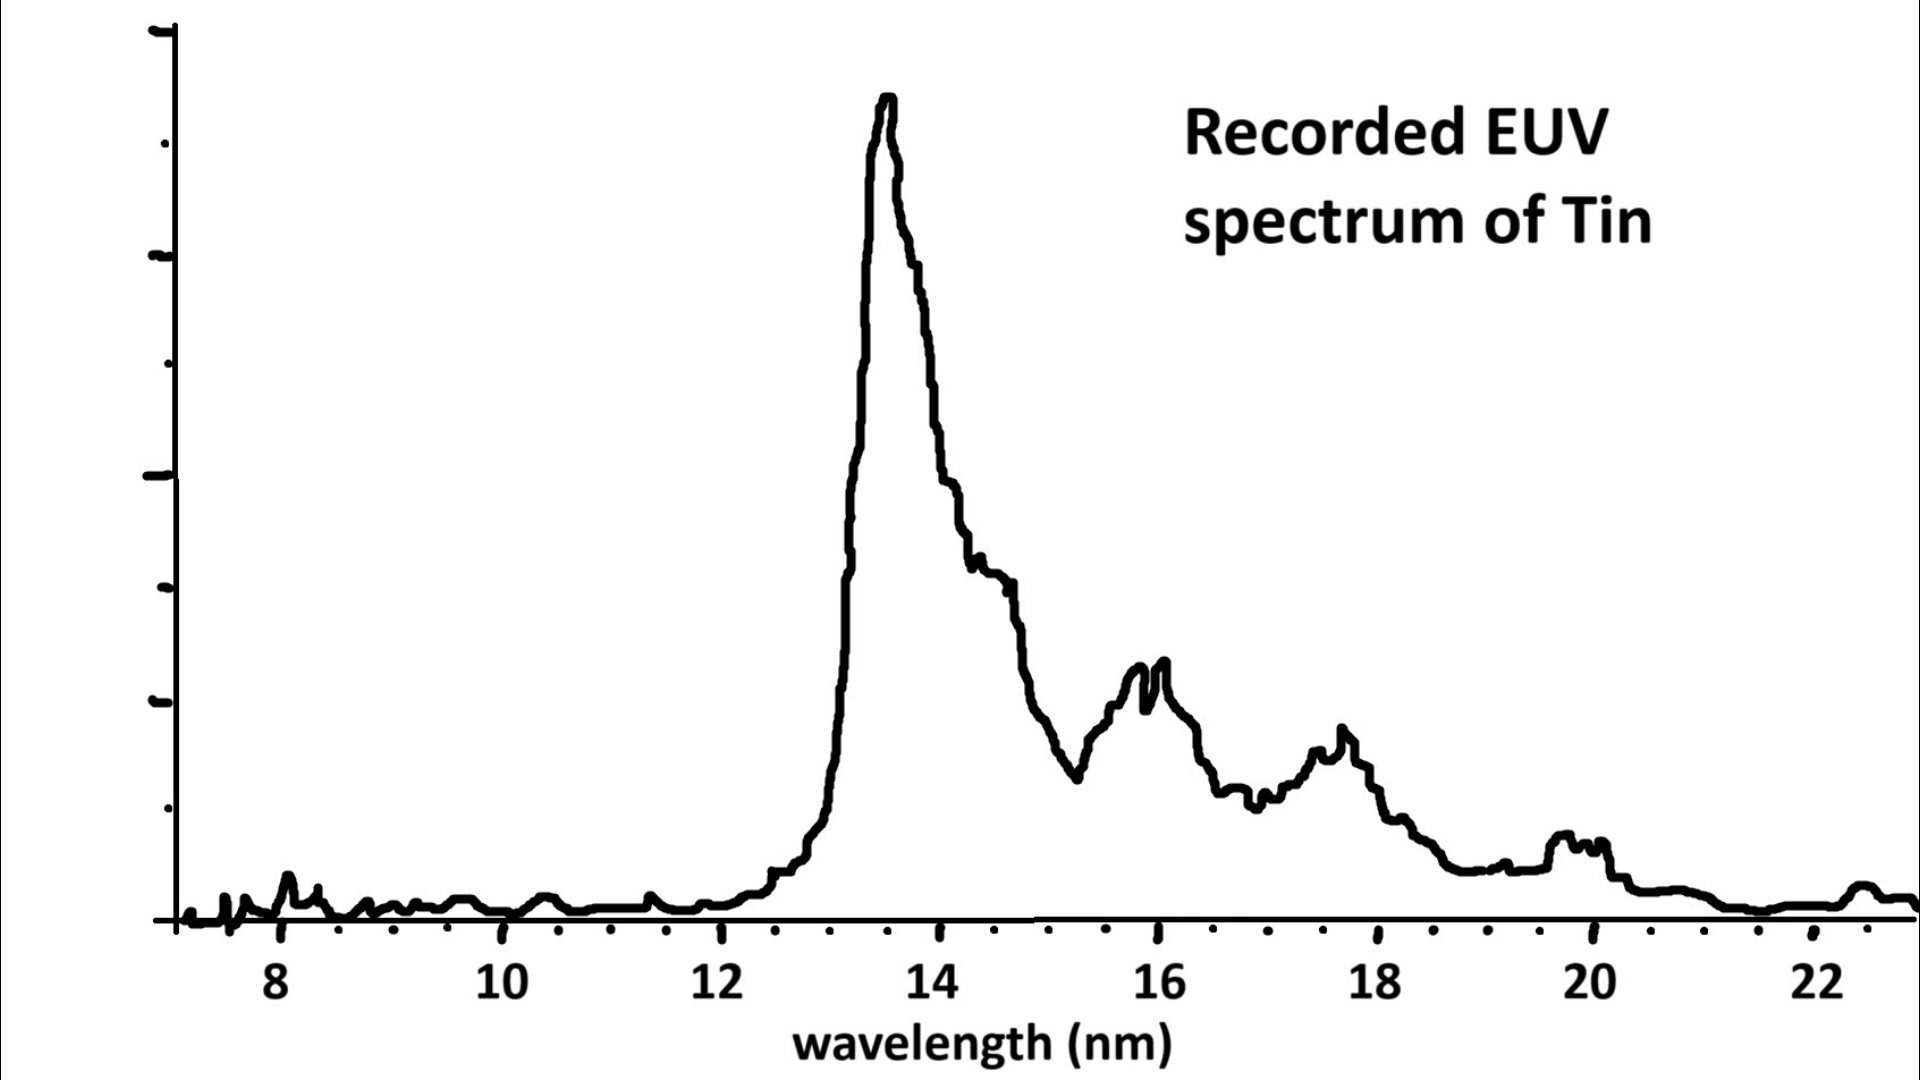 Recorded EUV
spectrum of Tin
8 10 12 14 16 18 20 22
wavelength (nm)